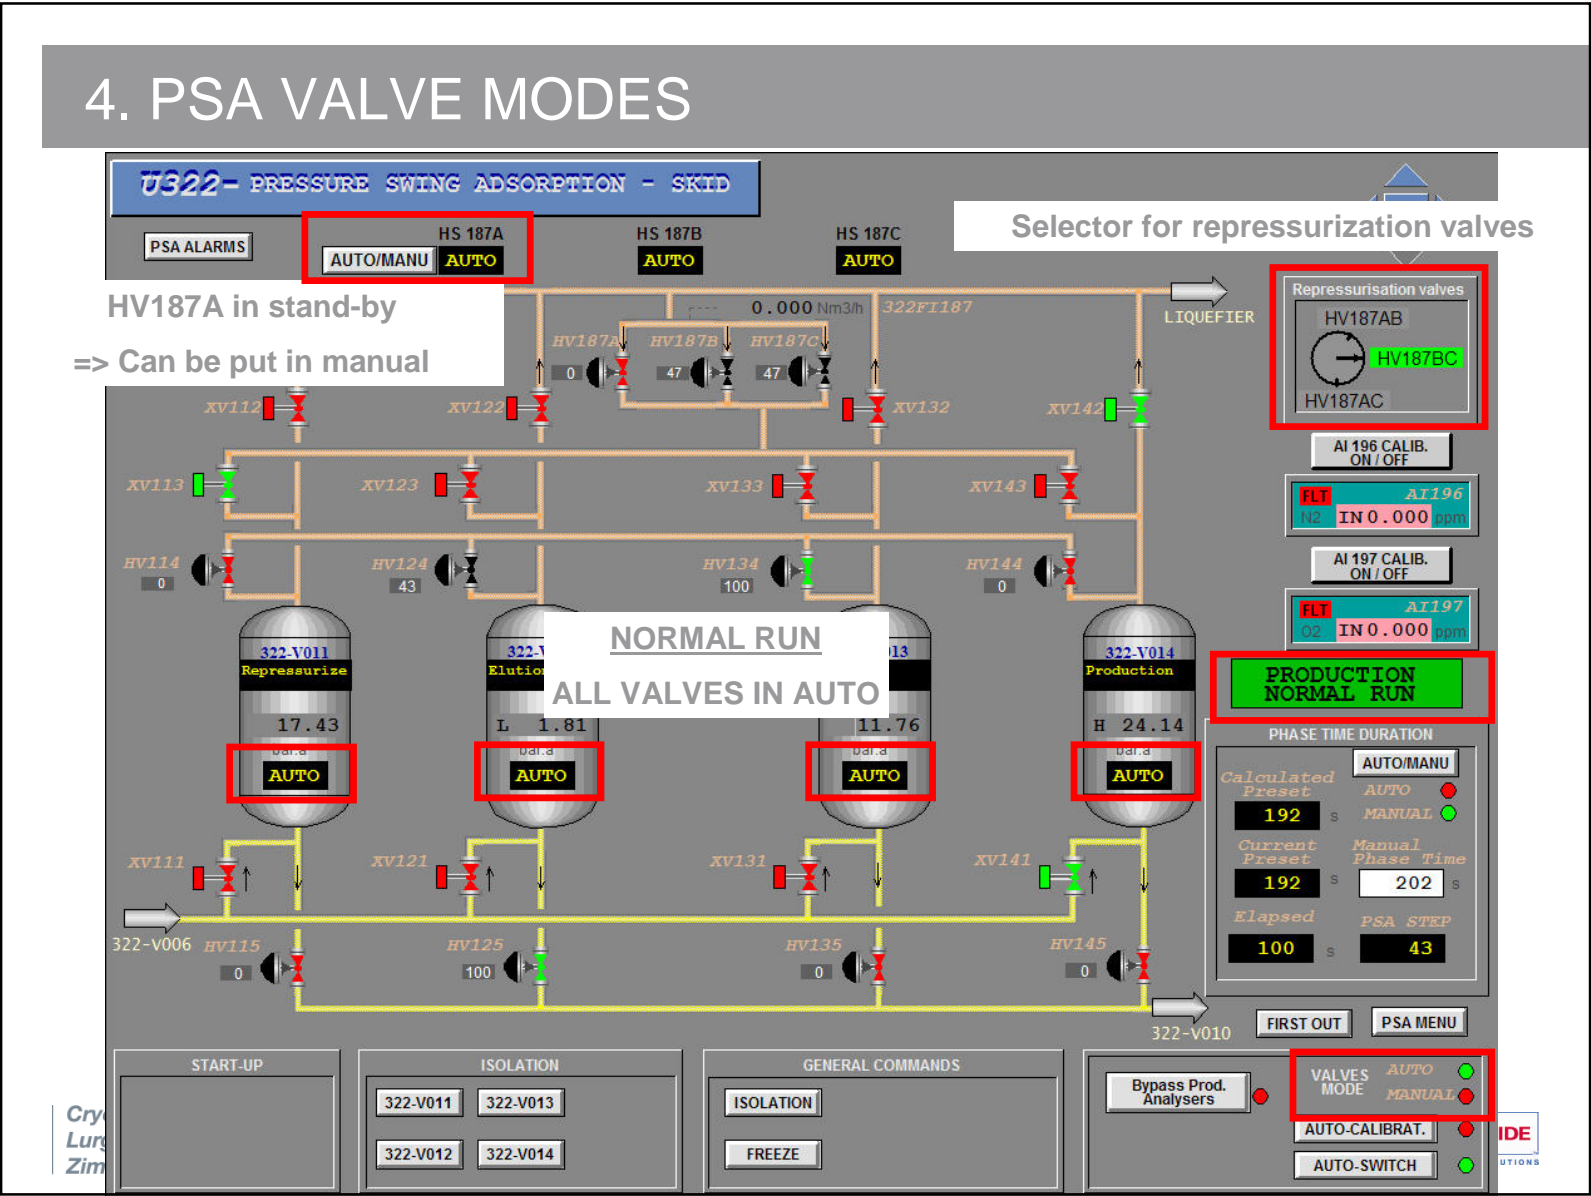 4. PSA VALVE MODES
U322- PRESSURE SWING ADSORPTION - SKID
Selector for repressurization valves
PSA ALARMS
AUTO/MANU
HS 187A
AUTO
HS 187B
AUTO
HS 187C
AUTO
HV187A in stand-by
=> Can be put in manual
0.000 Nm3/h
322FI187
LIQUEFIER
Repressurisation valves
HV187AB
HV187BC
HV187AC
HV187A
HV187B
HV187C
0
47
47
XV112
XV122
XV132
XV142
AI 196 CALIB.
ON / OFF
XV113
XV123
XV133
XV143
FLT AI196
N2 IN0.000 ppm
HV114
0
HV124
43
HV134
100
HV144
0
AI 197 CALIB.
ON / OFF
FLT AI197
O2 IN0.000 ppm
NORMAL RUN
ALL VALVES IN AUTO
322-V011
Repressurize
17.43
bar.a
AUTO
L 1.81
bar.a
AUTO
11.76
bar.a
AUTO
322-V014
Production
H 24.14
bar.a
AUTO
PRODUCTION
NORMAL RUN
PHASE TIME DURATION
AUTO/MANU
Calculated
Preset
192 s
AUTO
MANUAL
Current
Preset
192 s
Manual
Phase Time
202 s
Elapsed
100 s
PSA STEP
43
XV111
XV121
XV131
XV141
322-V006
HV115
0
HV125
100
HV135
0
HV145
0
322-V010
FIRST OUT
PSA MENU
START-UP
ISOLATION
322-V011
322-V013
322-V012
322-V014
GENERAL COMMANDS
ISOLATION
FREEZE
Bypass Prod.
Analysers
VALVES
MODE
AUTO
MANUAL
AUTO-CALIBRAT.
AUTO-SWITCH